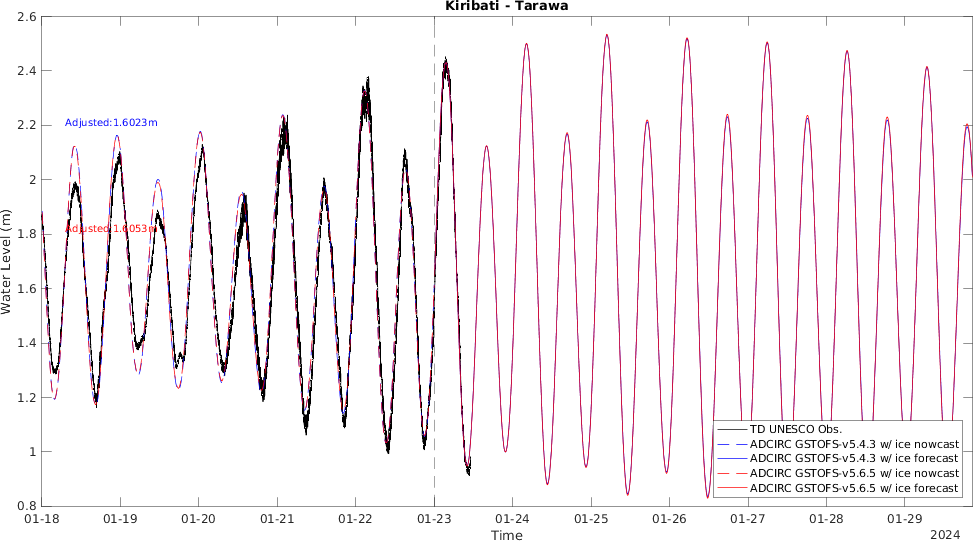 Kiribati - Tarawa
2.6
2.4
2.2
2
1.8
1.6
1.4
1.2
1
0.8
Water Level (m)
Adjusted:1.6023m
Adjusted:1.6053m
TD UNESCO Obs.
ADCIRC GSTOFS-v5.4.3 w/ ice nowcast
ADCIRC GSTOFS-v5.4.3 w/ ice forecast
ADCIRC GSTOFS-v5.6.5 w/ ice nowcast
ADCIRC GSTOFS-v5.6.5 w/ ice forecast
01-18 01-19 01-20 01-21 01-22 01-23 01-24 01-25 01-26 01-27 01-28 01-29
Time
2024